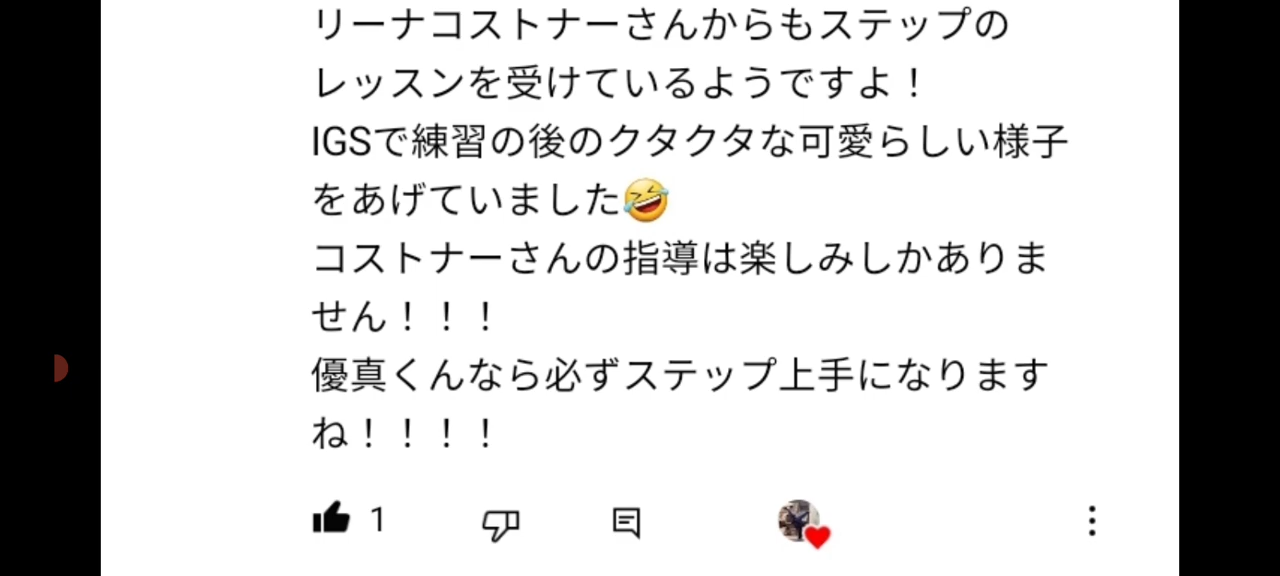 リーナコストナーさんからもステップの
レッスンを受けているようですよ！
IGSで練習の後のクタクタな可愛らしい様子
をあげていました🤣
コストナーさんの指導は楽しみしかありま
せん！！！
優真くんなら必ずステップ上手になります
ね！！！！
1